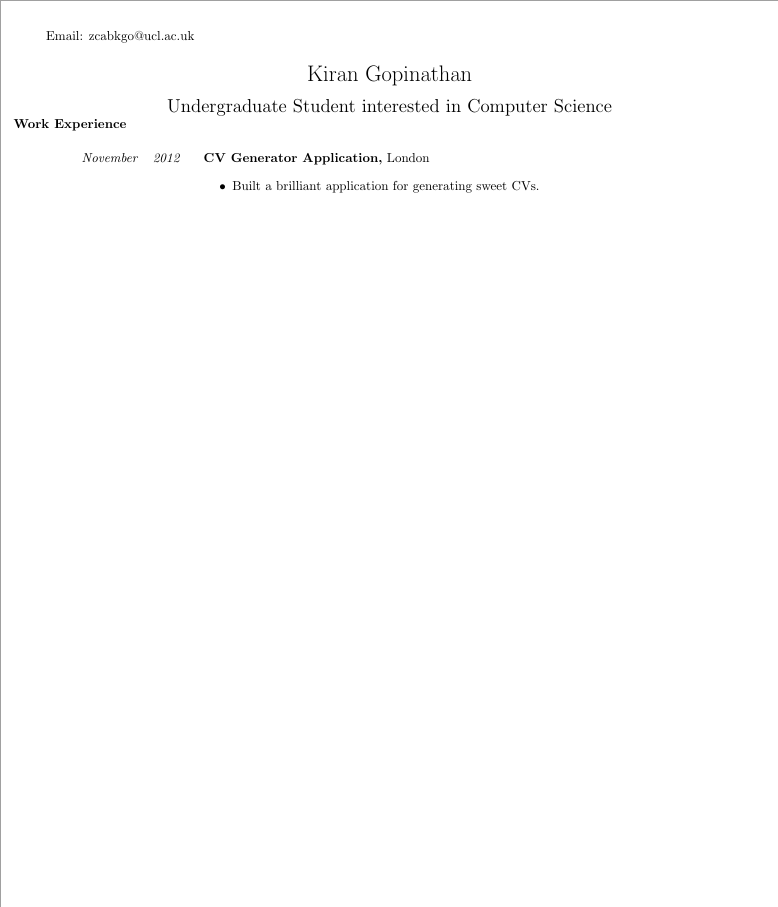 Email: zcabkgo@ucl.ac.uk
Kiran Gopinathan
Undergraduate Student interested in Computer Science
Work Experience
November 2012 CV Generator Application, London
• Built a brilliant application for generating sweet CVs.